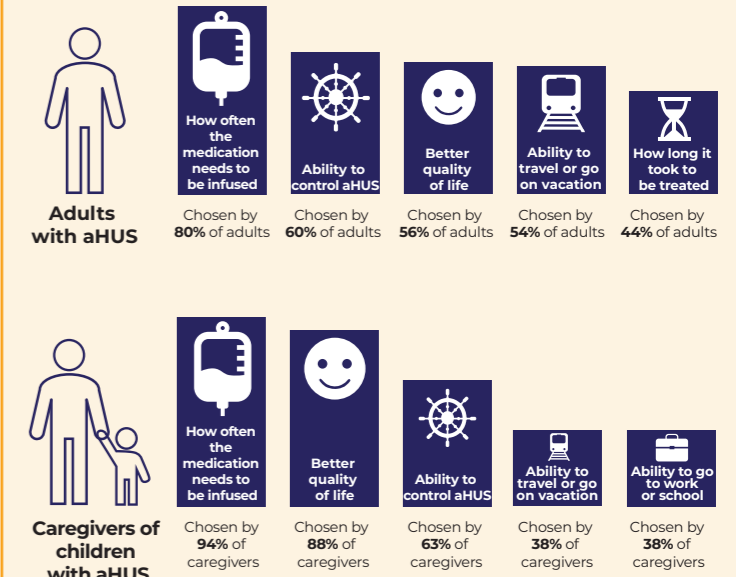 How often
the
medication
needs to
be infused
Ability to
control aHUS
Better
quality
of life
Ability to
travel or go
on vacation
How long it
took to
be treated
Adults
with aHUS
Chosen by
80% of adults
Chosen by
60% of adults
Chosen by
56% of adults
Chosen by
54% of adults
Chosen by
44% of adults
How often
the
medication
needs to
be infused
Better
quality
of life
Ability to
control aHUS
Ability to
travel or go
on vacation
Ability to go
to work
or school
Caregivers of
children
with aHUS
Chosen by
94% of
caregivers
Chosen by
88% of
caregivers
Chosen by
63% of
caregivers
Chosen by
38% of
caregivers
Chosen by
38% of
caregivers